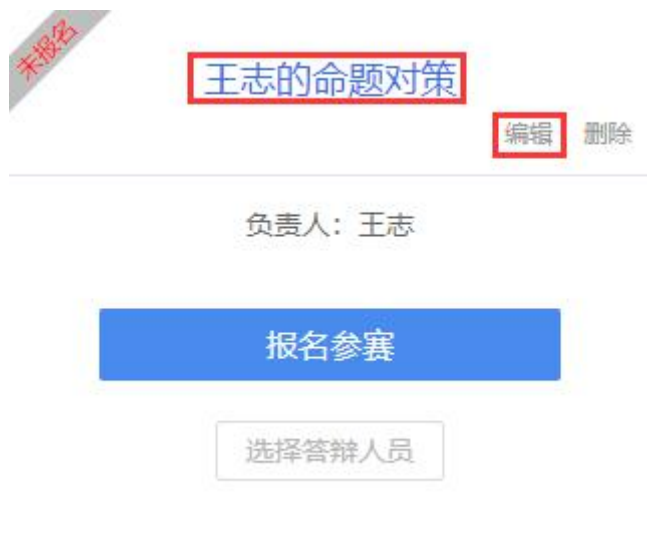 未报名
王志的命题对策
编辑 删除
负责人：王志
报名参赛
选择答辩人员